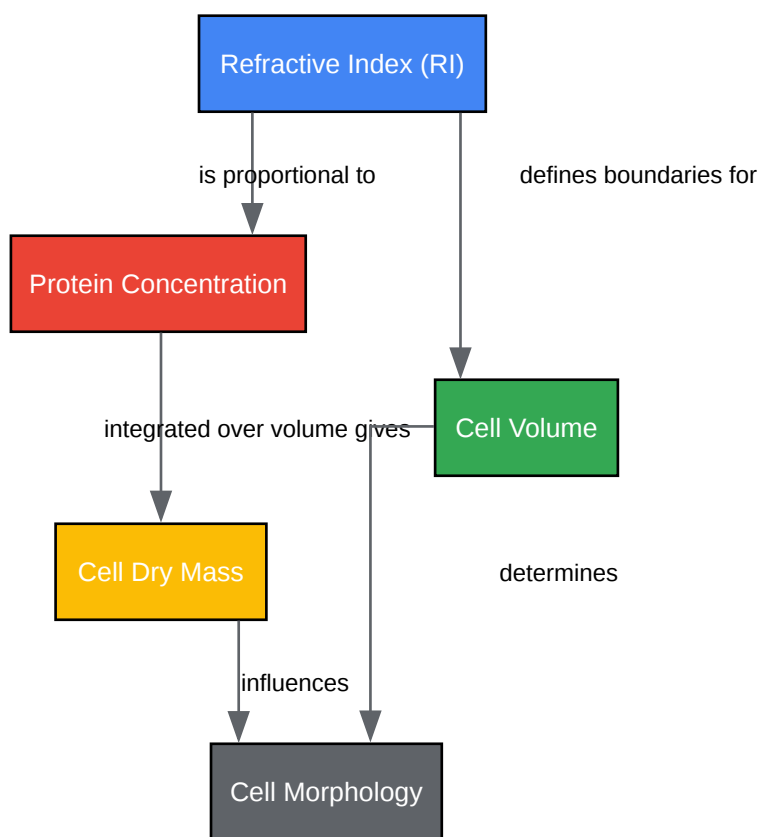 Refractive Index (RI)
is proportional to
defines boundaries for
Protein Concentration
integrated over volume gives
Cell Volume
Cell Dry Mass
determines
influences
Cell Morphology